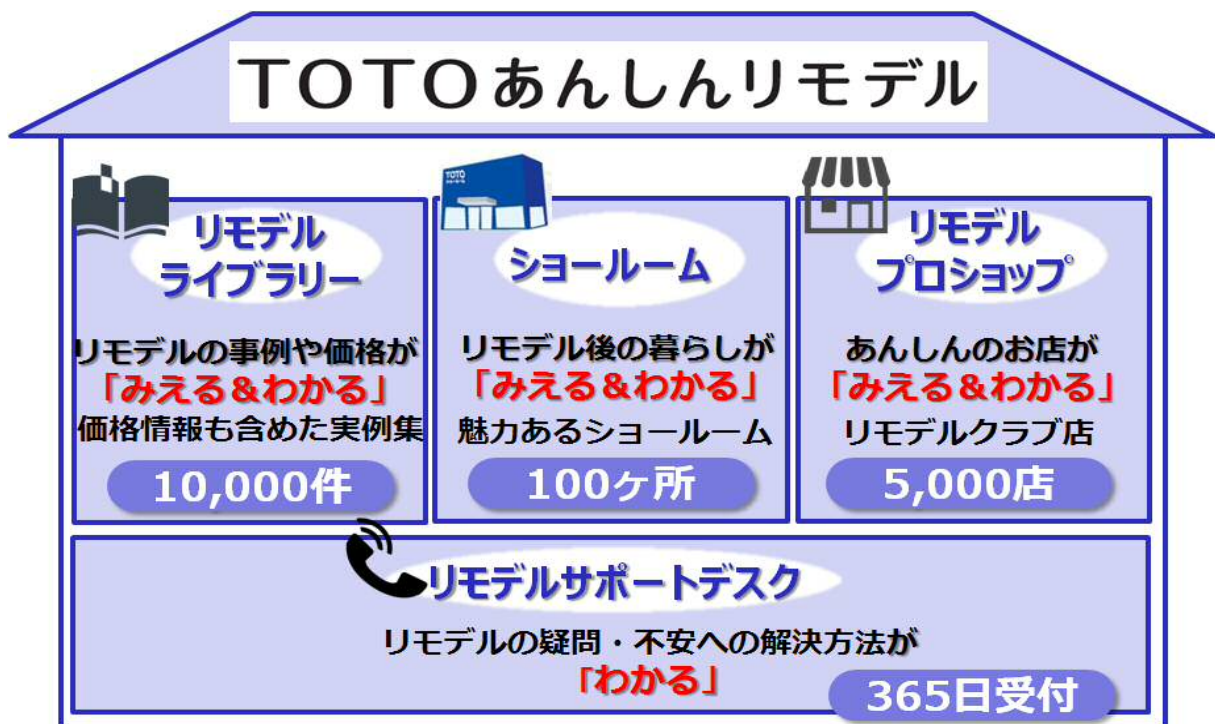 TOTOあんしんリモデル
リモデル
ライブラリー
リモデルの事例や価格が
「みえる&わかる」
価格情報も含めた実例集
10,000件
TOTO
ショールーム
リモデル後の暮らしが
「みえる&わかる」
魅力あるショールーム
100ヶ所
リモデル
プロショップ
あんしんのお店が
「みえる&わかる」
リモデルクラブ店
5,000店
リモデルサポートデスク
リモデルの疑問・不安への解決方法が
「わかる」
365日受付